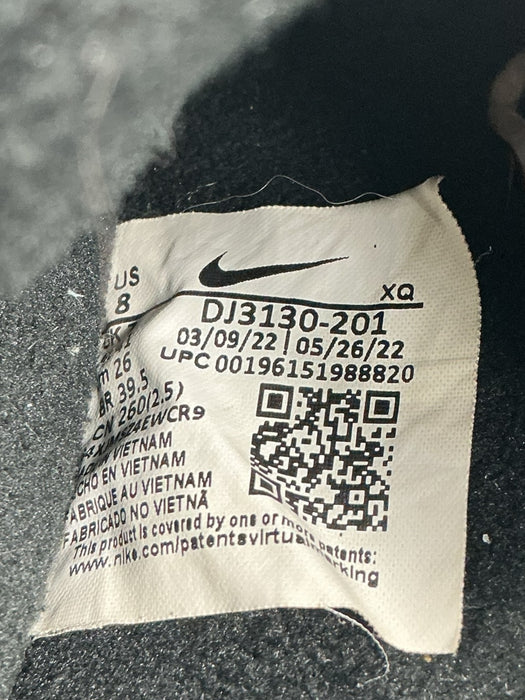 US
8
XQ
DJ3130-201
03/09/22 | 05/26/22
UPC 00196151988820
26
BR 39.5
CN 260(2.5)
VIETNAM
EN VIETNAM
FABRIQUE AU VIETNAM
FABRICADO NO VIETNÃ
This product is covered by one or more patents:
www.nike.com/patentsvirtualmarking